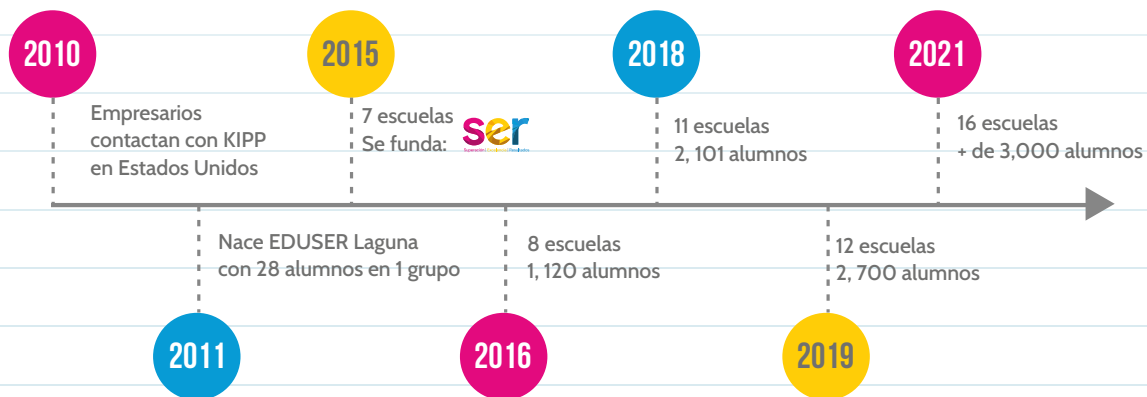 2010
Empresarios
contactan con KIPP
en Estados Unidos
2011
Nace EDUSER Laguna
con 28 alumnos en 1 grupo
2015
7 escuelas
Se funda: ser
2016
8 escuelas
1, 120 alumnos
2018
11 escuelas
2, 101 alumnos
2019
12 escuelas
2, 700 alumnos
2021
16 escuelas
+ de 3,000 alumnos